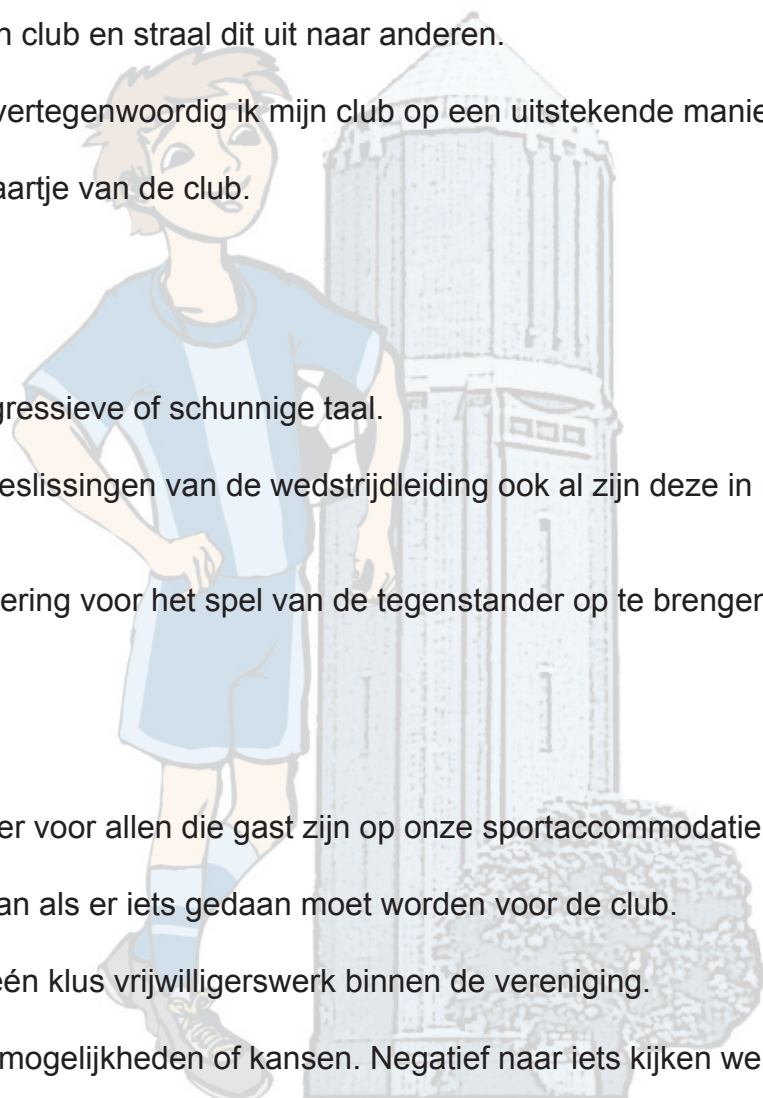 n club en straal dit uit naar anderen.
vertegenwoordig ik mijn club op een uitstekende manie
aartje van de club.
gressieve of schunnige taal.
eslissingen van de wedstrijdleiding ook al zijn deze in
ering voor het spel van de tegenstander op te brengen
er voor allen die gast zijn op onze sportaccommodatie
an als er iets gedaan moet worden voor de club.
één klus vrijwilligerswerk binnen de vereniging.
mogelijkheden of kansen. Negatief naar iets kijken we